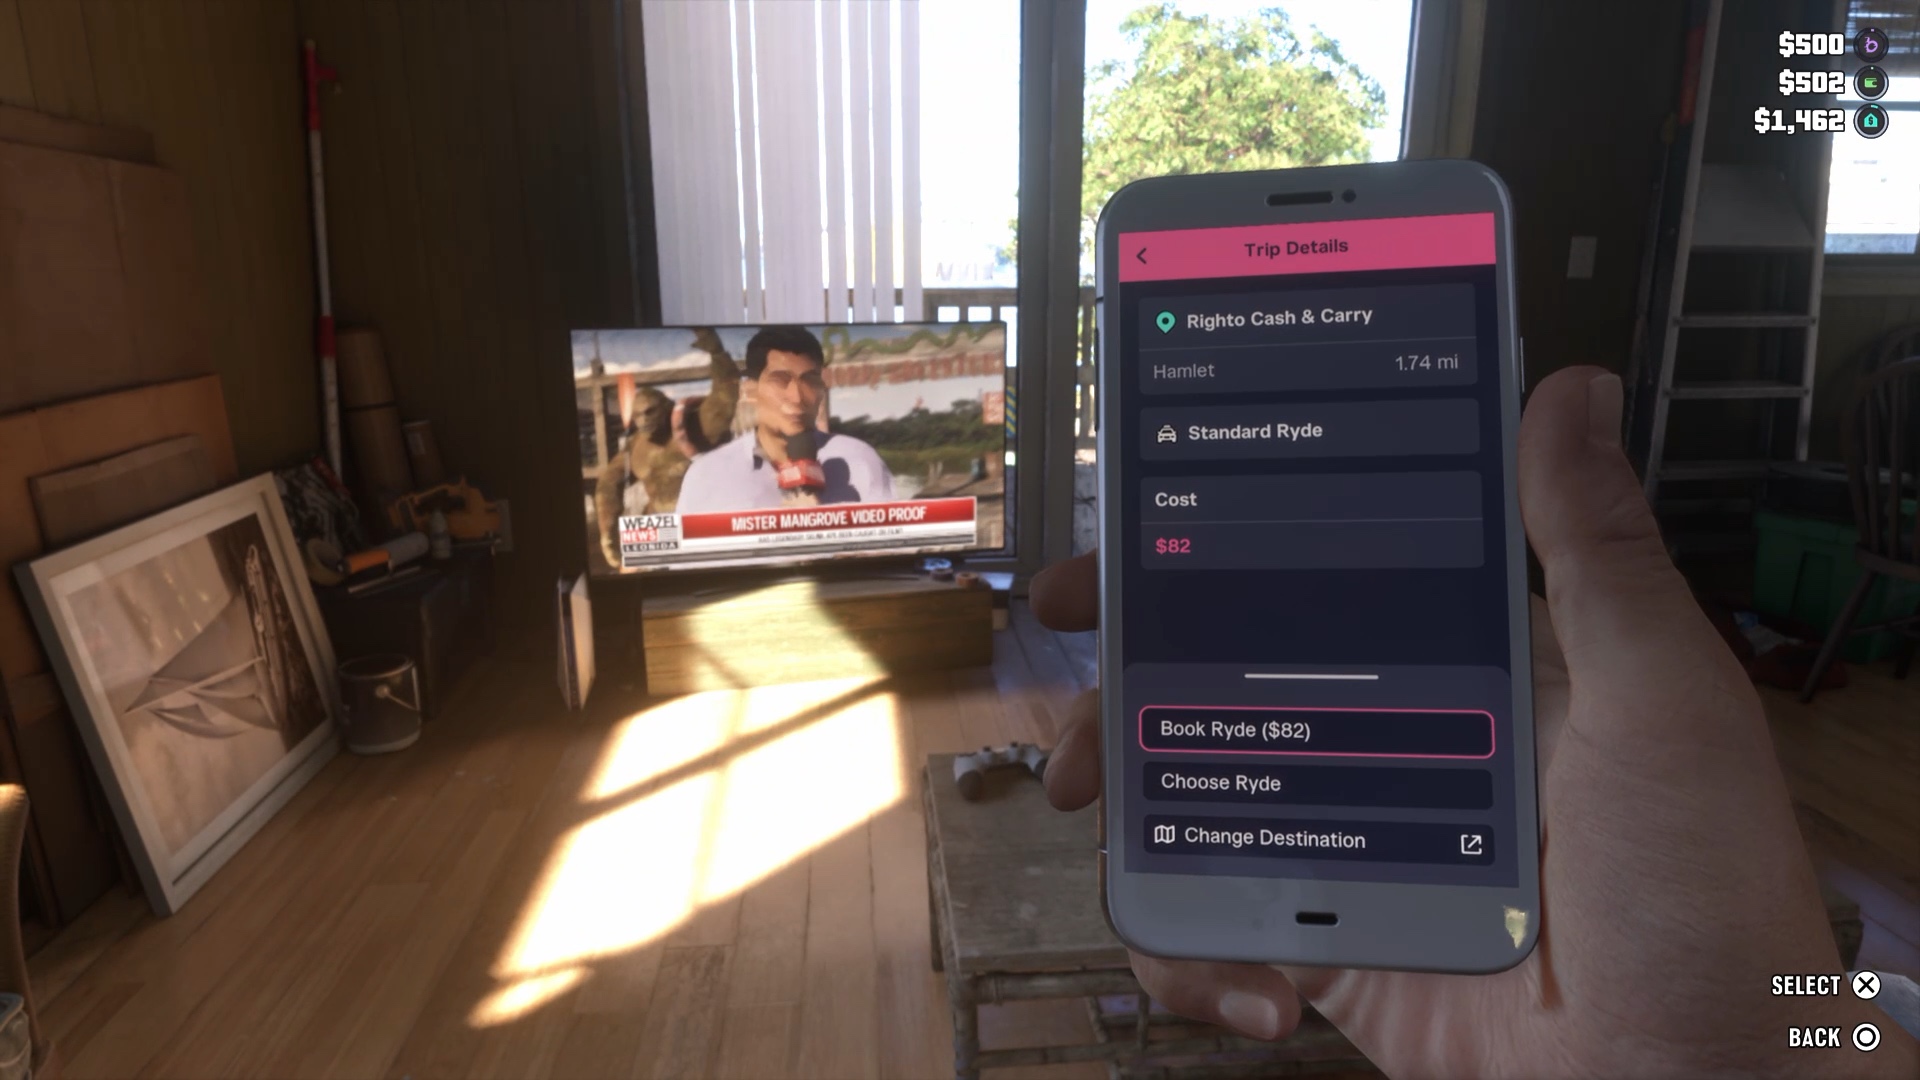 $500
$502
$1,462
Trip Details
Righto Cash & Carry
Hamlet
1.74 mi
Standard Ryde
Cost
$82
Book Ryde ($82)
Choose Ryde
Change Destination
WEAZEL
NEWS
LEONIDA
MISTER MANGROVE VIDEO PROOF
SELECT
BACK